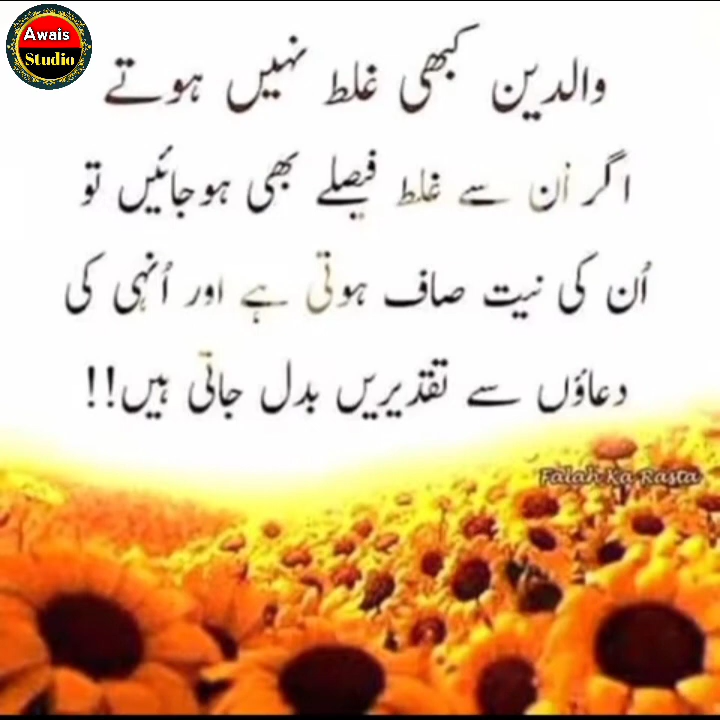 Awais
Studio
والدین کبھی غلط نہیں ہوتے
اگر اُن سے غلط فیصلے بھی ہوجائیں تو
اُن کی نیت صاف ہوتی ہے اور اُنہی کی
دعاؤں سے تقدیریں بدل جاتی ہیں!!
Falah Ka Rasta